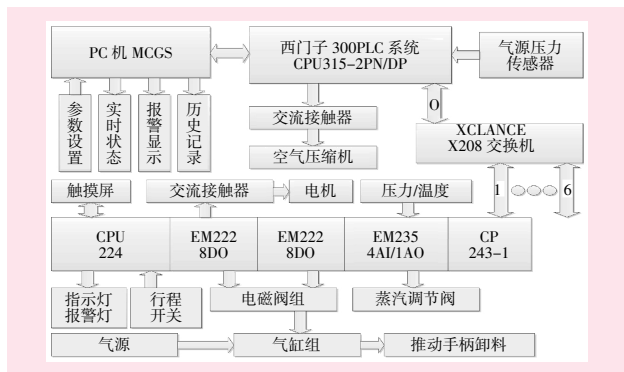 PC 机 MCGS
西门子 300PLC 系统
CPU315-2PN/DP
气源压力
传感器
参数设置
实时状态
报警显示
历史记录
交流接触器
空气压缩机
O
XCLANCE
X208 交换机
1
6
触摸屏
交流接触器
电机
压力/温度
CPU
224
EM222
8DO
EM222
8DO
EM235
4AI/1AO
CP
243-1
指示灯
报警灯
行程
开关
电磁阀组
蒸汽调节阀
气源
气缸组
推动手柄卸料